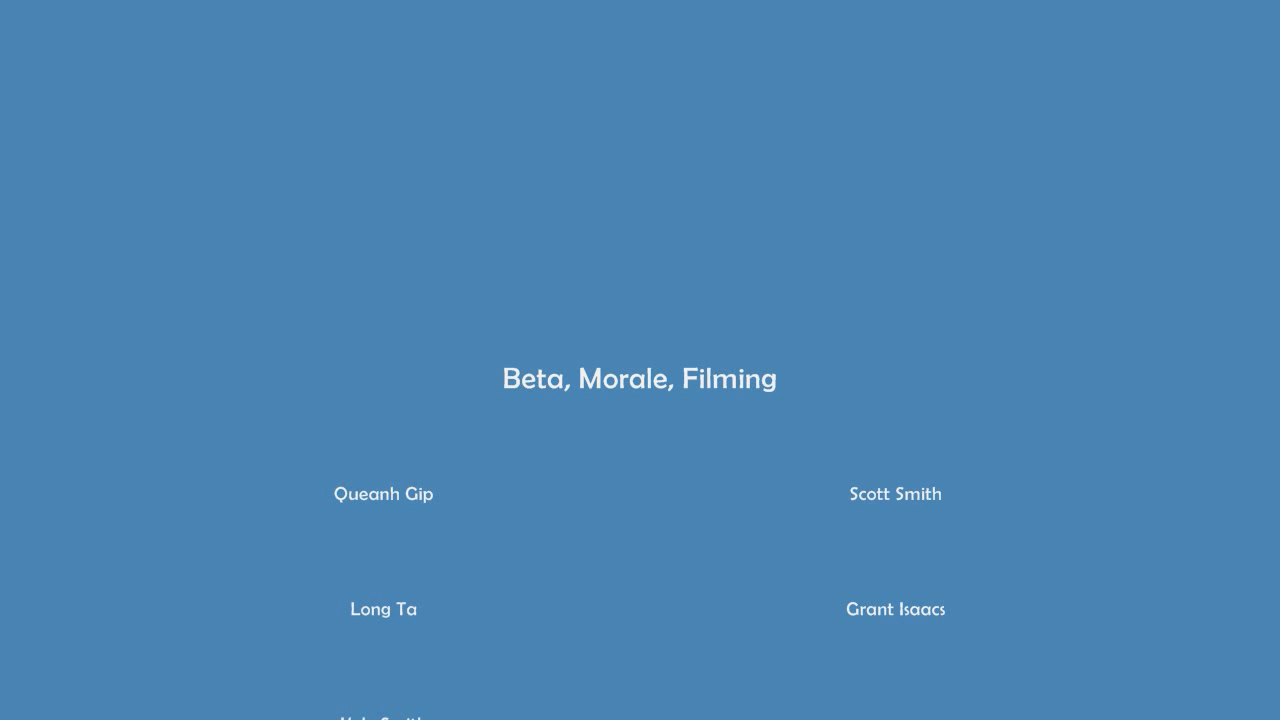 Beta, Morale, Filming
Queanh Gip
Scott Smith
Long Ta
Grant Isaacs